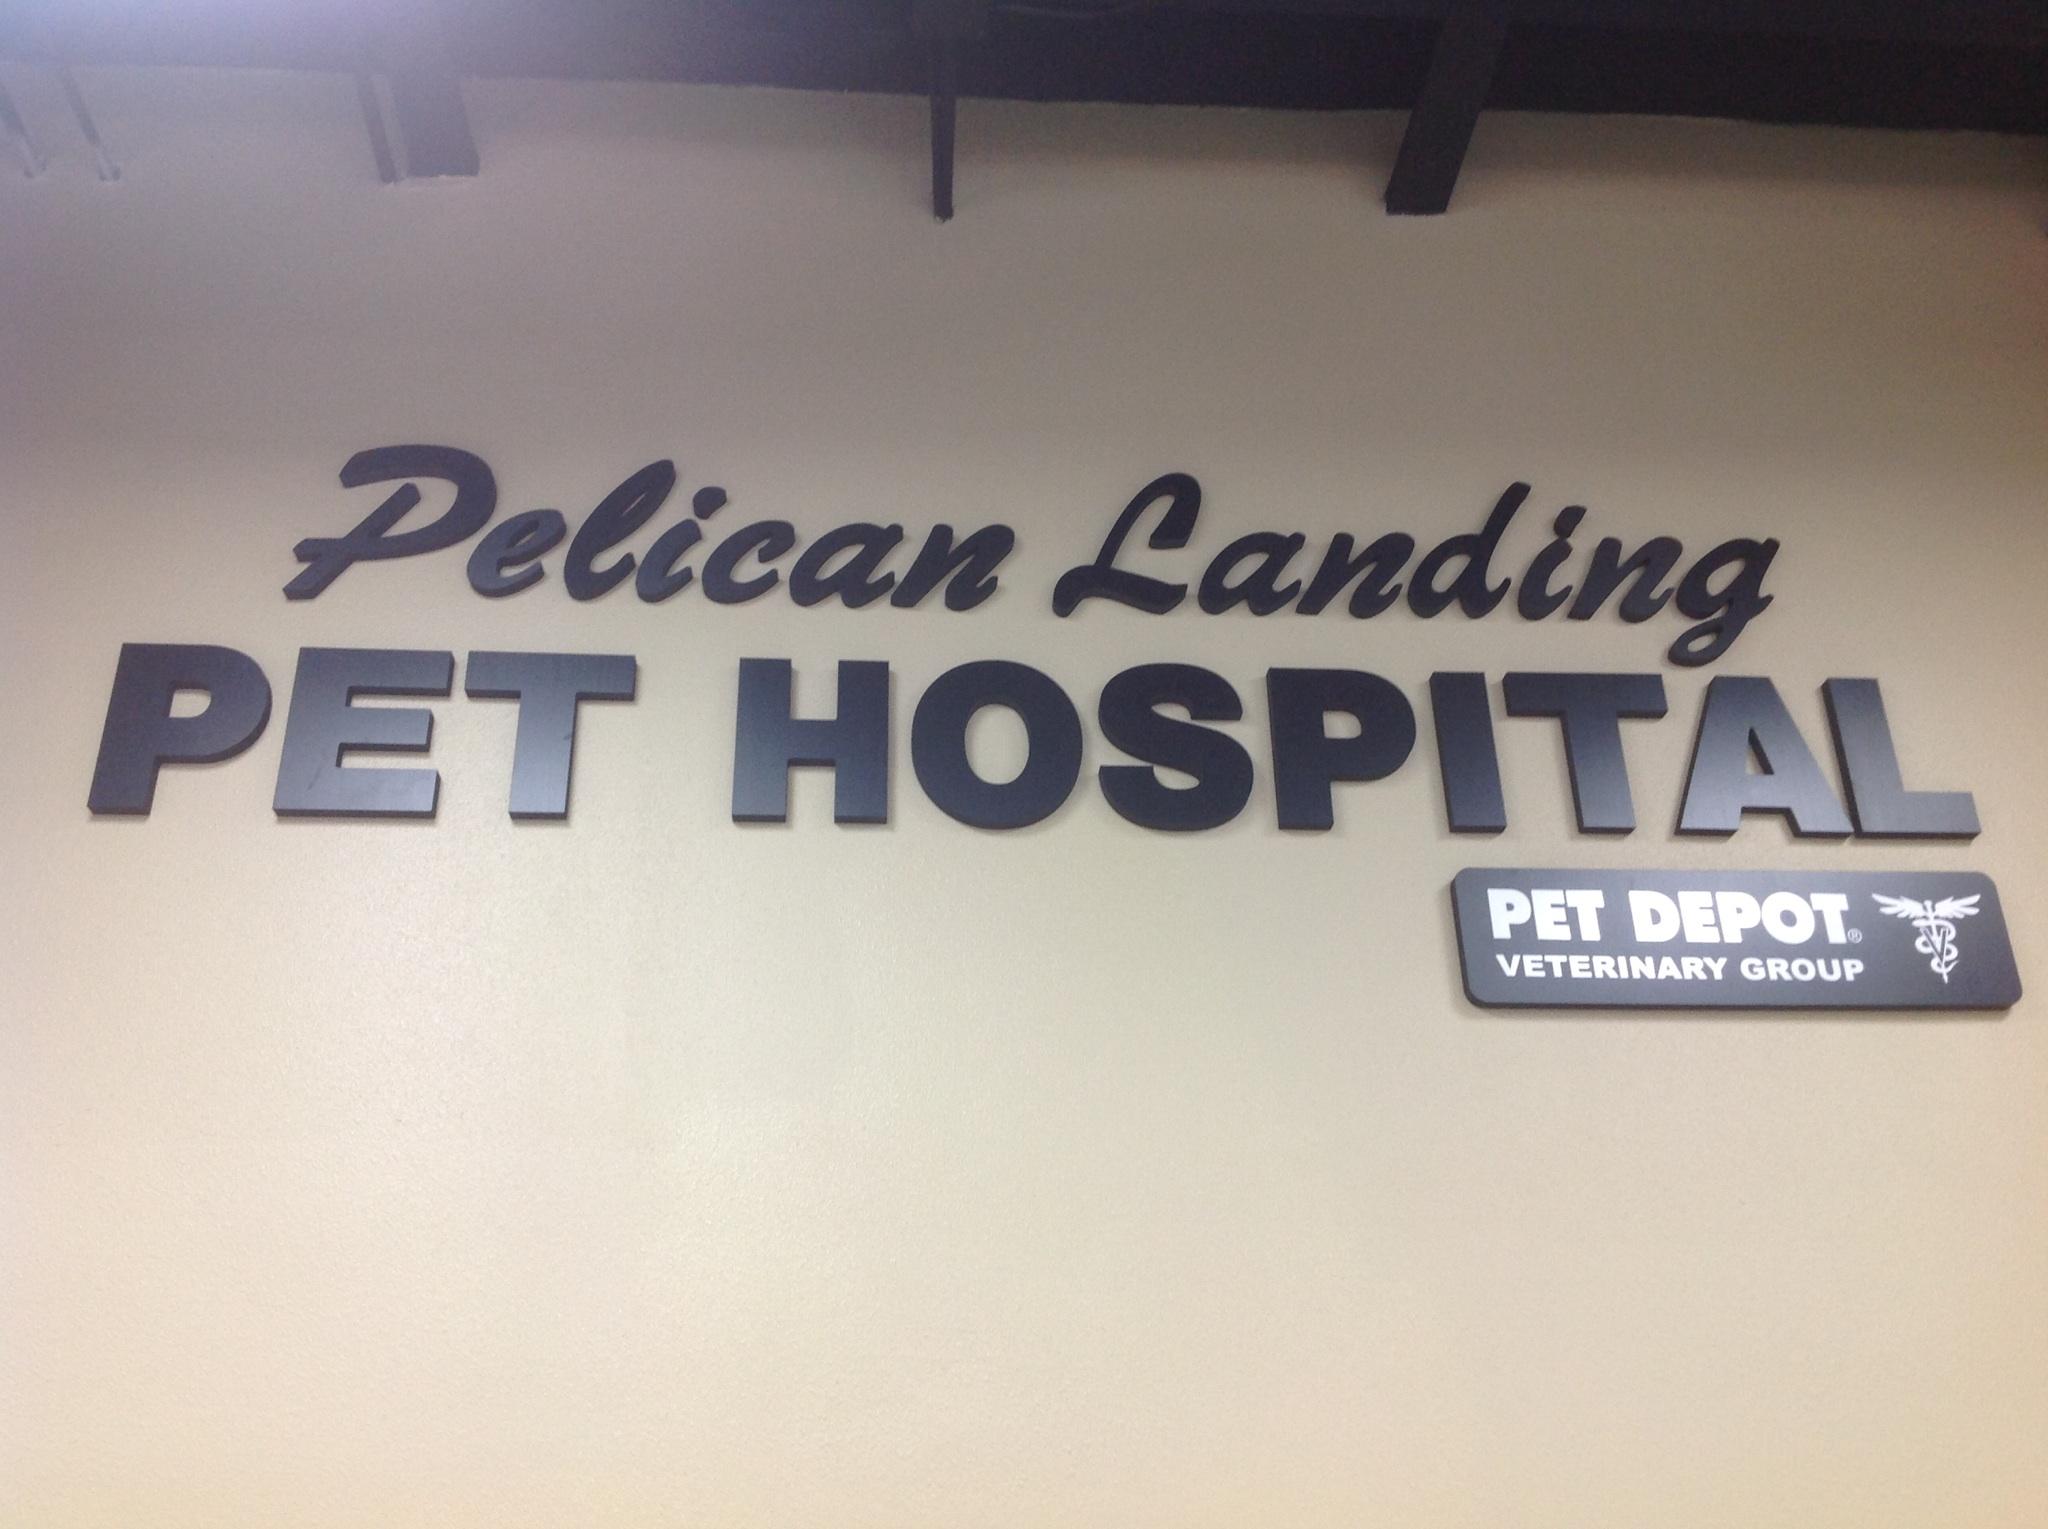 Pelican Landing
PET HOSPITAL
PET DEPOT®
VETERINARY GROUP